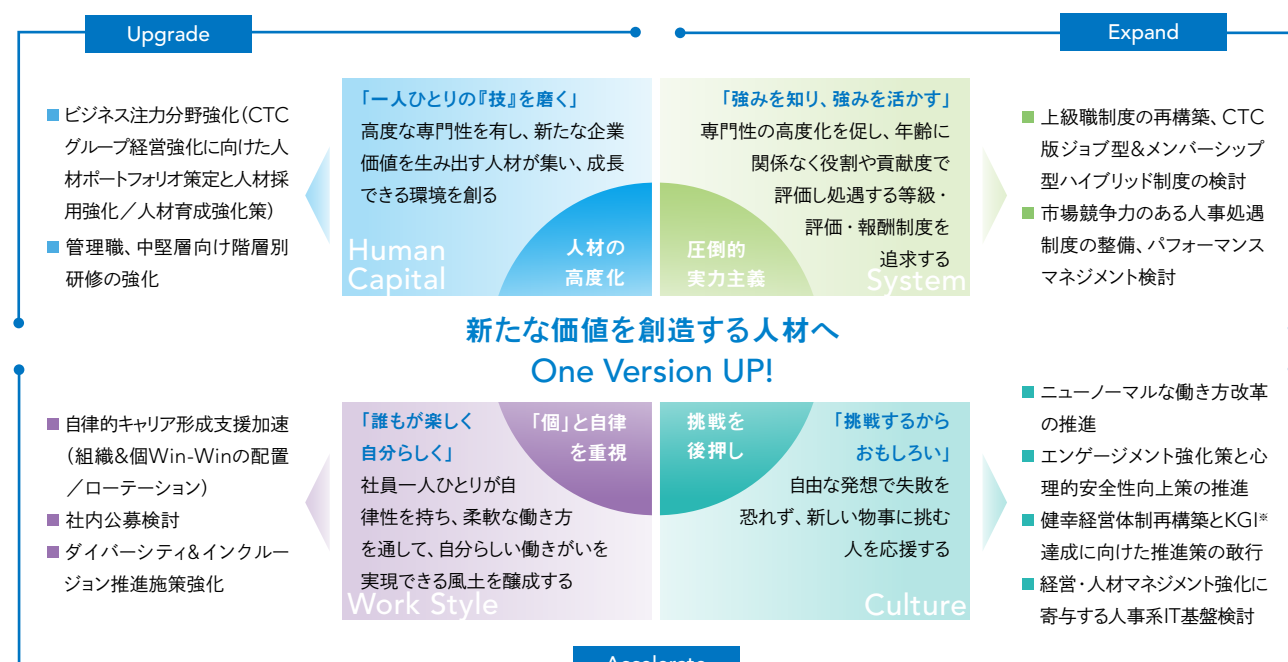 Upgrade
Expand
■ ビジネス注力分野強化（CTC
グループ経営強化に向けた人
材ポートフォリオ策定と人材採
用強化／人材育成強化策）
■ 管理職、中堅層向け階層別
研修の強化
「一人ひとりの『技』を磨く」
高度な専門性を有し、新たな企業
価値を生み出す人材が集い、成長
できる環境を創る
Human
Capital
人材の
高度化
「強みを知り、強みを活かす」
専門性の高度化を促し、年齢に
関係なく役割や貢献度で
評価し処遇する等級・
評価・報酬制度を
追求する
圧倒的
実力主義
System
■ 上級職制度の再構築、CTC
版ジョブ型&メンバーシップ
型ハイブリッド制度の検討
■ 市場競争力のある人事処遇
制度の整備、パフォーマンス
マネジメント検討
新たな価値を創造する人材へ
One Version UP!
■ 自律的キャリア形成支援加速
（組織&個Win-Winの配置
／ローテーション）
■ 社内公募検討
■ ダイバーシティ&インクルー
ジョン推進施策強化
「誰もが楽しく
自分らしく」
社員一人ひとりが自
律性を持ち、柔軟な働き方
を通して、自分らしい働きがいを
実現できる風土を醸成する
Work Style
「個」と自律
を重視
挑戦を
後押し
「挑戦するから
おもしろい」
自由な発想で失敗を
恐れず、新しい物事に挑む
人を応援する
Culture
■ ニューノーマルな働き方改革
の推進
■ エンゲージメント強化策と心
理的安全性向上策の推進
■ 健幸経営体制再構築とKGI※
達成に向けた推進策の敢行
■ 経営・人材マネジメント強化に
寄与する人事系IT基盤検討
Accelerate